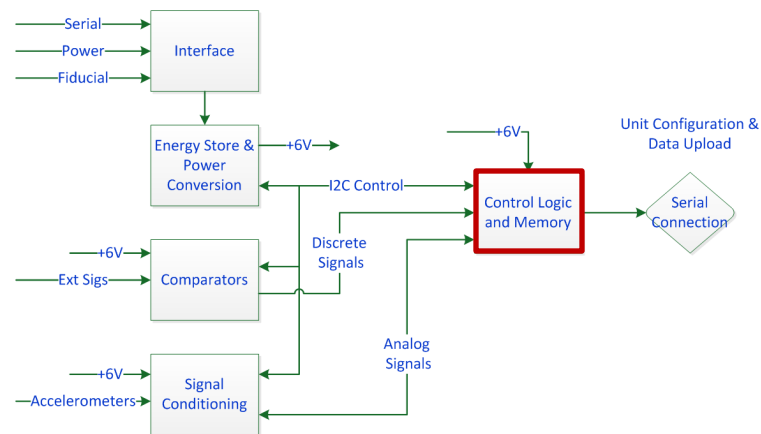 Serial
Power
Fiducial
Interface
Energy Store &
Power
Conversion
+6V
+6V
Unit Configuration &
Data Upload
I2C Control
Control Logic
and Memory
Serial
Connection
Discrete
Signals
+6V
Ext Sigs
Comparators
Analog
Signals
+6V
Accelerometers
Signal
Conditioning